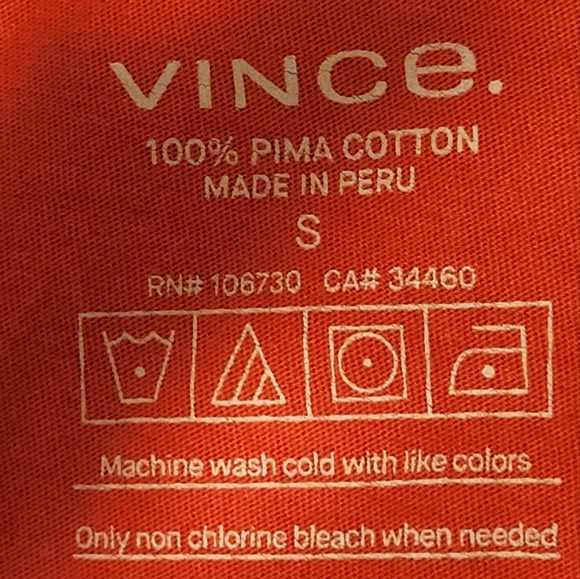 VINCe.
100% PIMA COTTON
MADE IN PERU
S
RN# 106730 CA# 34460
Machine wash cold with like colors
Only non chlorine bleach when needed